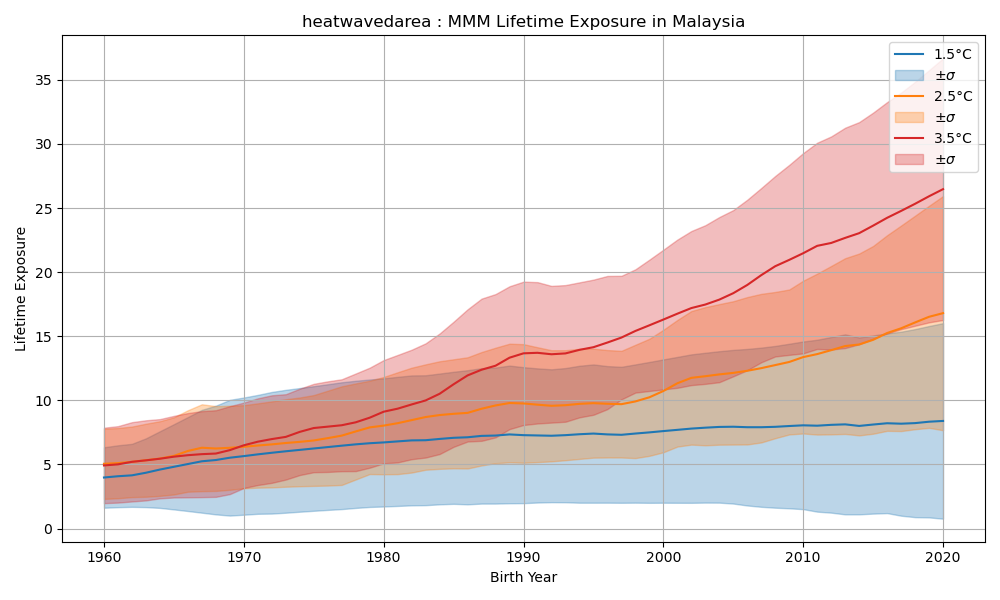 heatwavedarea : MMM Lifetime Exposure in Malaysia
1.5°C
±σ
2.5°C
±σ
3.5°C
±σ
Lifetime Exposure
35
30
25
20
15
10
5
0
1960 1970 1980 1990 2000 2010 2020
Birth Year